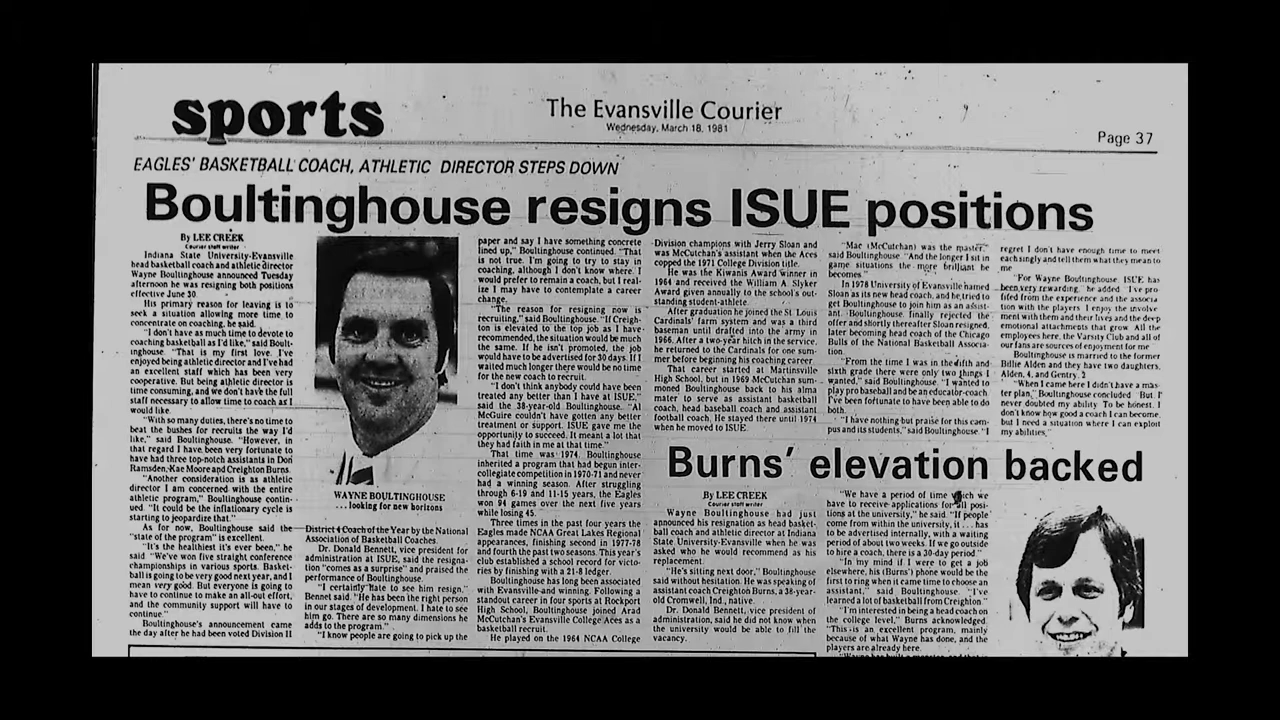 sports
The Evansville Courier
Wednesday, March 18, 1981
Page 37
EAGLES' BASKETBALL COACH, ATHLETIC DIRECTOR STEPS DOWN
Boultinghouse resigns ISUE positions
By LEE CREEK
Courier staff writer
Indiana State University-Evansville
head basketball coach and athletic director
Wayne Boultinghouse announced Tuesday
afternoon he was resigning both positions
effective June 30.
His primary reason for leaving is to
seek a situation allowing more time to
concentrate on coaching, he said.
"I don't have as much time to devote to
coaching basketball as I'd like," said Boult-
inghouse. "That is my first love. I've
enjoyed being athletic director and I've had
an excellent staff which has been very
cooperative. But being athletic director is
time consuming, and we don't have the full
staff necessary to allow time to coach as I
would like.
"With so many duties, there's no time to
beat the bushes for recruits the way I'd
like," said Boultinghouse. "However, in
that regard I have been very fortunate to
have had three top-notch assistants in Don
Ramsden, Kae Moore and Creighton Burns.
"Another consideration is as athletic
director I am concerned with the entire
athletic program," Boultinghouse contin-
ued. "It could be the inflationary cycle is
starting to jeopardize that."
As for now, Boultinghouse said the
"state of the program" is excellent.
"It's the healthiest it's ever been," he
said "We've won five straight conference
championships in various sports. Basket-
ball is going to be very good next year, and I
mean very good. But everyone is going to
have to continue to make an all-out effort,
and the community support will have to
continue."
Boultinghouse's announcement came
the day after he had been voted Division II
WAYNE BOULTINGHOUSE
...looking for new horizons
District 4 Coach of the Year by the National
Association of Basketball Coaches.
Dr. Donald Bennett, vice president for
administration at ISUE, said the resigna-
tion "comes as a surprise" and praised the
performance of Boultinghouse.
"I certainly hate to see him resign,"
Bennet said. "He has been the right person
in our stages of development. I hate to see
him go. There are so many dimensions he
adds to the program."
"I know people are going to pick up the
paper and say I have something concrete
lined up," Boultinghouse continued. "That
is not true. I'm going to try to stay in
coaching, although I don't know where. I
would prefer to remain a coach, but I real-
ize I may have to contemplate a career
change.
"The reason for resigning now is
recruiting," said Boultinghouse. "If Creigh-
ton is elevated to the top job as I have
recommended, the situation would be much
the same. If he isn't promoted, the job
would have to be advertised for 30 days. If I
waited much longer there would be no time
for the new coach to recruit.
"I don't think anybody could have been
treated any better than I have at ISUE,"
said the 38-year-old Boultinghouse. "Al
McGuire couldn't have gotten any better
treatment or support. ISUE gave me the
opportunity to succeed. It meant a lot that
they had faith in me at that time."
That time was 1974. Boultinghouse
inherited a program that had begun inter-
collegiate competition in 1970-71 and never
had a winning season. After struggling
through 6-19 and 11-15 years, the Eagles
won 94 games over the next five years
while losing 45.
Three times in the past four years the
Eagles made NCAA Great Lakes Regional
appearances, finishing second in 1977-78
and fourth the past two seasons. This year's
club established a school record for victo-
ries by finishing with a 21-8 ledger.
Boultinghouse has long been associated
with Evansville and winning. Following a
standout career in four sports at Rockport
High School, Boultinghouse joined Arad
McCutchan's Evansville College Aces as a
basketball recruit.
He played on the 1964 NCAA College
Division champions with Jerry Sloan and
was McCutchan's assistant when the Aces
copped the 1971 College Division title.
He was the Kiwanis Award winner in
1964 and received the William A. Slyker
Award given annually to the school's out-
standing student-athlete.
After graduation he joined the St. Louis
Cardinals' farm system and was a third
baseman until drafted into the army in
1966. After a two-year hitch in the service,
he returned to the Cardinals for one sum-
mer before beginning his coaching career.
That career started at Martinsville
High School, but in 1969 McCutchan sum-
moned Boultinghouse back to his alma
mater to serve as assistant basketball
coach, head baseball coach and assistant
football coach. He stayed there until 1974
when he moved to ISUE.
"Mac (McCutchan) was the master,"
said Boultinghouse "And the longer I sit in
game situations the more brilliant he
becomes"
In 1978 University of Evansville named
Sloan as its new head coach, and he tried to
get Boultinghouse to join him as an assist-
ant. Boultinghouse finally rejected the
offer and shortly thereafter Sloan resigned,
later becoming head coach of the Chicago
Bulls of the National Basketball Associa-
tion.
"From the time I was in the fifth and
sixth grade there were only two things I
wanted," said Boultinghouse. "I wanted to
play pro baseball and be an educator-coach
I've been fortunate to have been able to do
both.
"I have nothing but praise for this cam-
pus and its students," said Boultinghouse. "I
regret I don't have enough time to meet
each singly and tell them what they mean to
me
"For Wayne Boultinghouse, ISUE has
been very rewarding," he added "I've pro-
fited from the experience and the associa-
tion with the players I enjoy the involve-
ment with them and their lives and the deep
emotional attachments that grow. All the
employees here, the Varsity Club and all of
our fans are sources of enjoyment for me
Boultinghouse is married to the former
Billie Alden and they have two daughters,
Alden, 4, and Gentry, 2
"When I came here I didn't have a mas-
ter plan," Boultinghouse concluded "But I
never doubted my ability To be honest, I
don't know how good a coach I can become,
but I need a situation where I can exploit
my abilities."
Burns' elevation backed
By LEE CREEK
Courier staff writer
Wayne Boultinghouse had just
announced his resignation as head basket-
ball coach and athletic director at Indiana
State University-Evansville when he was
asked who he would recommend as his
replacement.
"He's sitting next door," Boultinghouse
said without hesitation. He was speaking of
assistant coach Creighton Burns, a 38-year-
old Cromwell, Ind., native.
Dr. Donald Bennett, vice president of
administration, said he did not know when
the university would be able to fill the
vacancy.
"We have a period of time which we
have to receive applications for all posi-
tions at the university," he said. "If people
come from within the university, it ... has
to be advertised internally, with a waiting
period of about two weeks. If we go outside
to hire a coach, there is a 30-day period."
"In my mind if I were to get a job
elsewhere, his (Burns') phone would be the
first to ring when it came time to choose an
assistant," said Boultinghouse. "I've
learned a lot of basketball from Creighton."
"I'm interested in being a head coach on
the college level," Burns acknowledged.
"This is an excellent program, mainly
because of what Wayne has done, and the
players are already here.